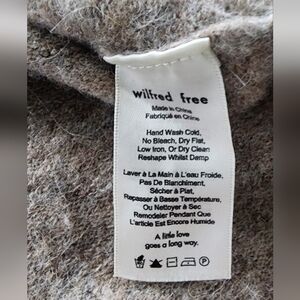 wilfred free
Made in China
Fabriqué en China
Hand Wash Cold,
No Bleach, Dry Flat,
Low Iron, Or Dry Clean
Reshape Whilst Damp
Laver à La Main à L'eau Froide,
Pas De Blanchiment,
Sécher à Plat,
Repasser à Basse Température,
Ou Nettoyer à Sec
Remodeler Pendant Que
L'article Est Encore Humide
A little love
goes a long way.
P